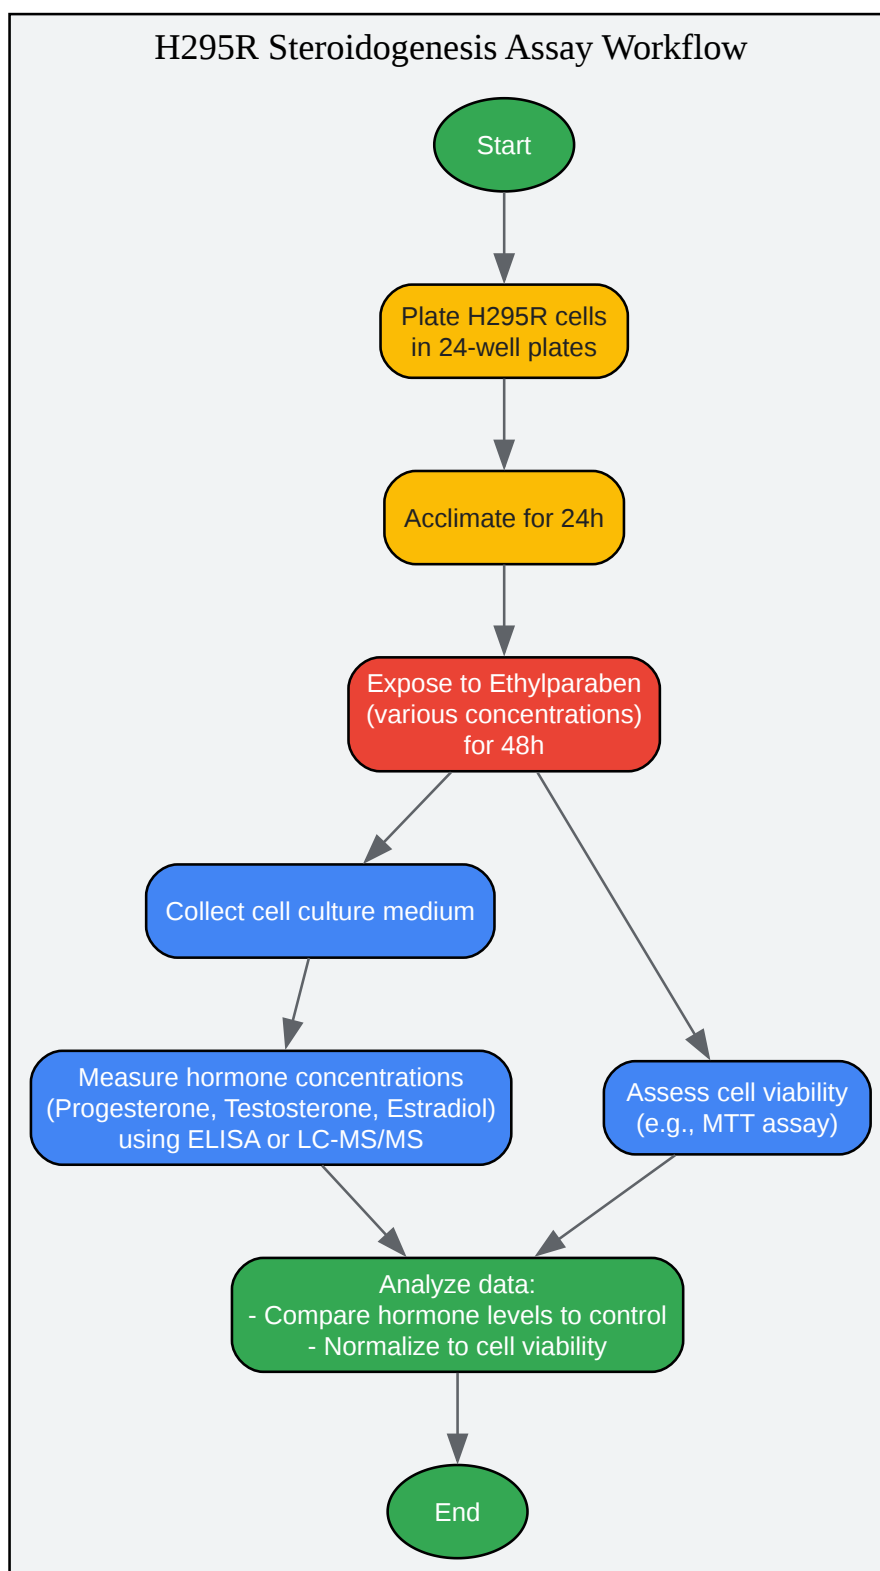 H295R Steroidogenesis Assay Workflow
Start
Plate H295R cells
in 24-well plates
Acclimate for 24h
Expose to Ethylparaben
(various concentrations)
for 48h
Collect cell culture medium
Measure hormone concentrations
(Progesterone, Testosterone, Estradiol)
using ELISA or LC-MS/MS
Assess cell viability
(e.g., MTT assay)
Analyze data:
- Compare hormone levels to control
- Normalize to cell viability
End